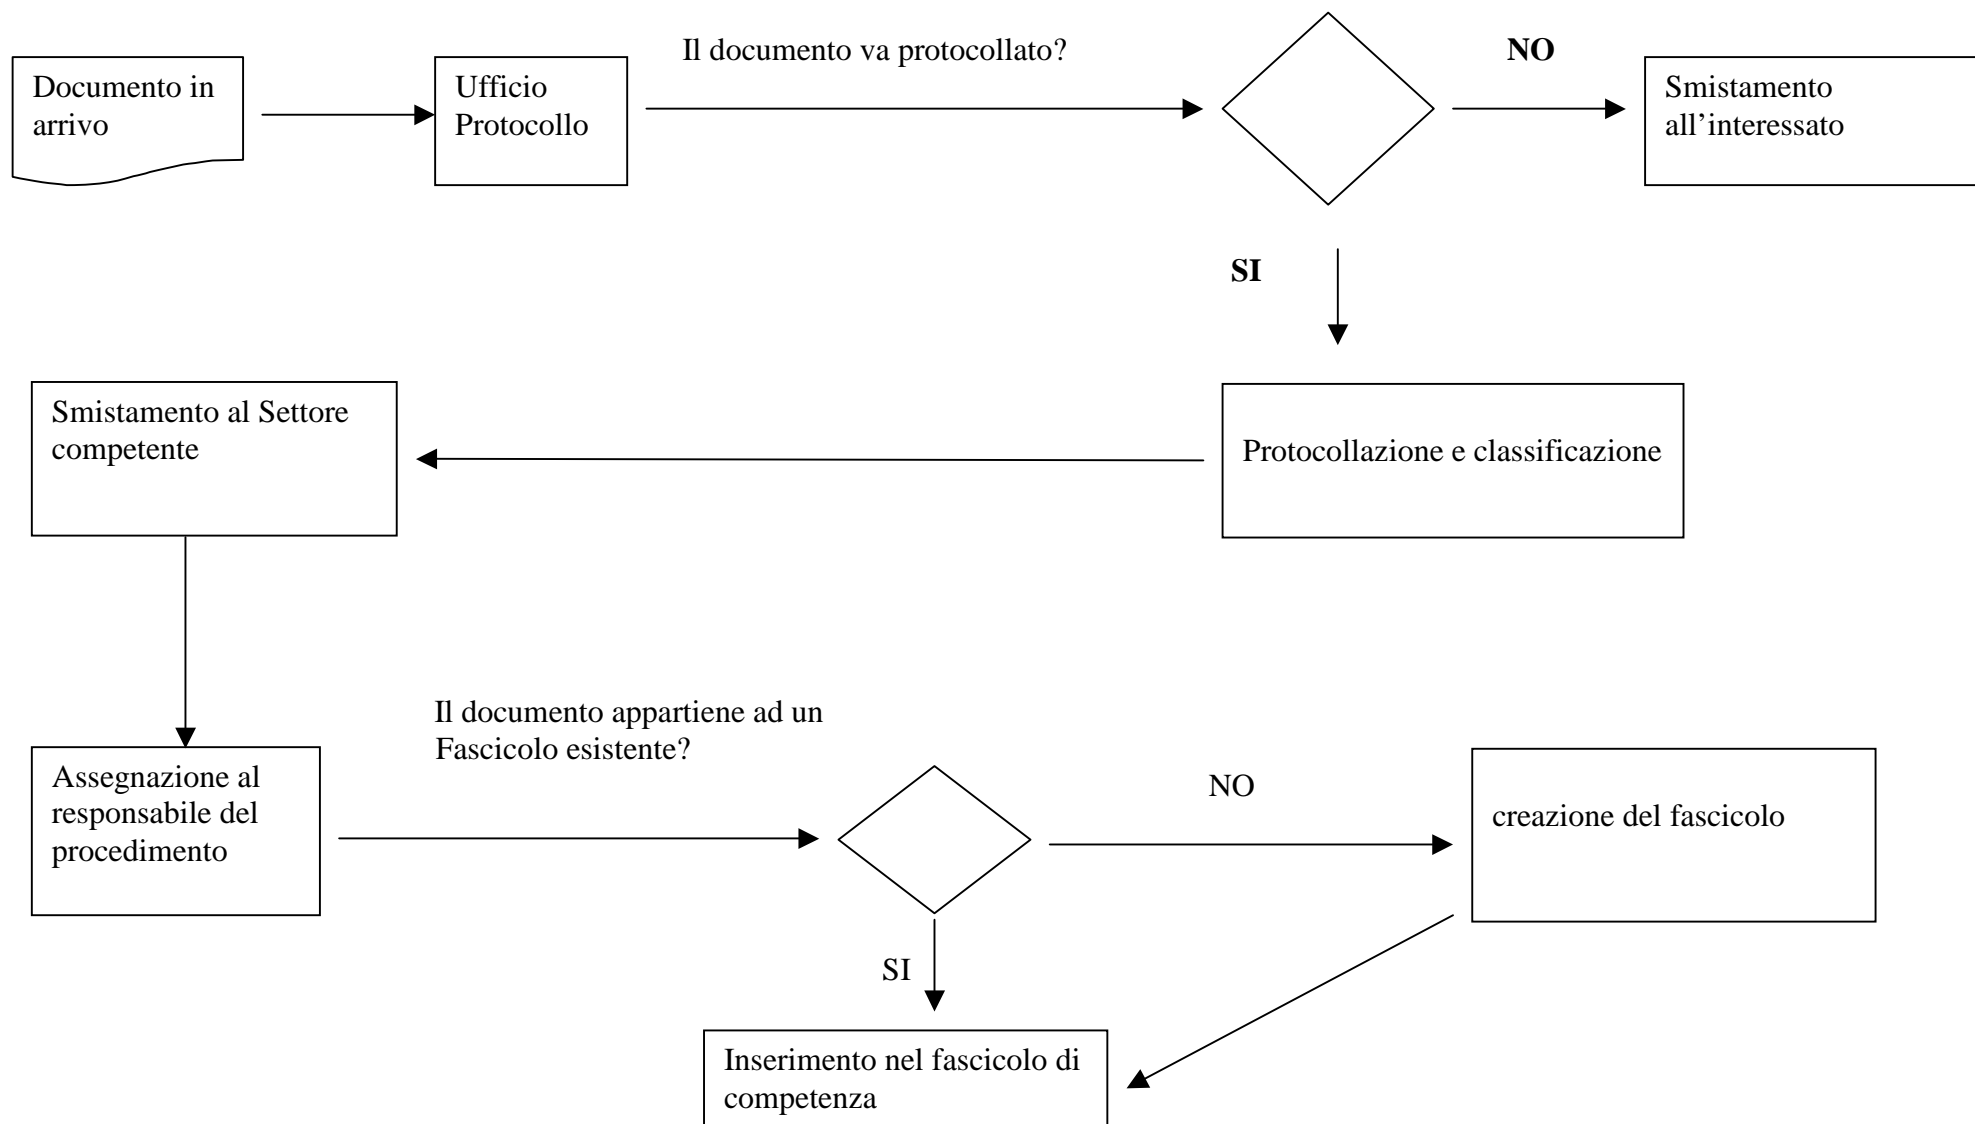 Documento in
arrivo
Ufficio
Protocollo
Il documento va protocollato?
NO
Smistamento
all’interessato
SI
Smistamento al Settore
competente
Protocollazione e classificazione
Il documento appartiene ad un
Fascicolo esistente?
Assegnazione al
responsabile del
procedimento
NO
creazione del fascicolo
SI
Inserimento nel fascicolo di
competenza